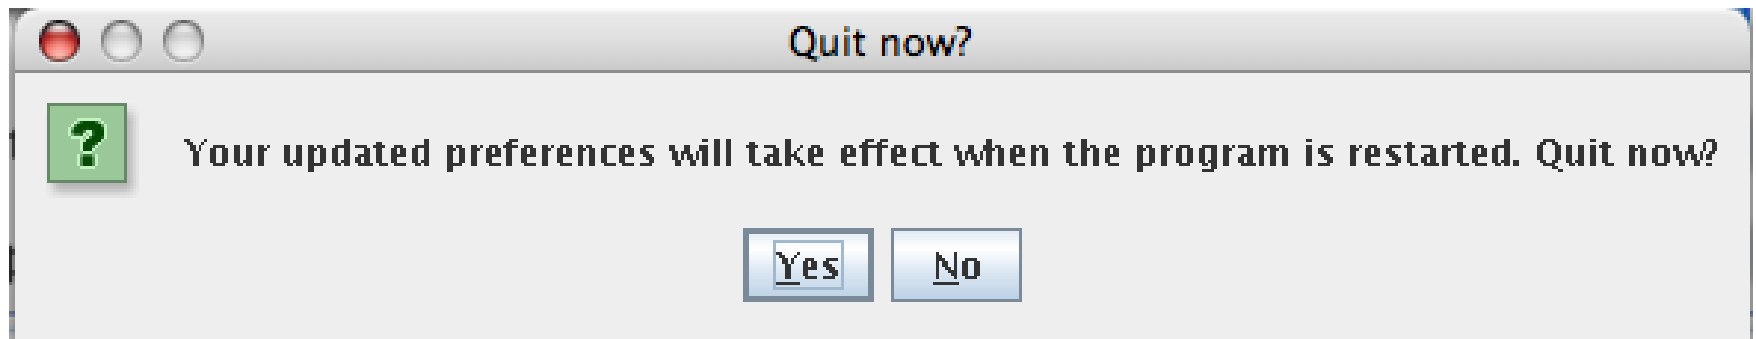 Quit now?
?
Your updated preferences will take effect when the program is restarted. Quit now?
Yes
No